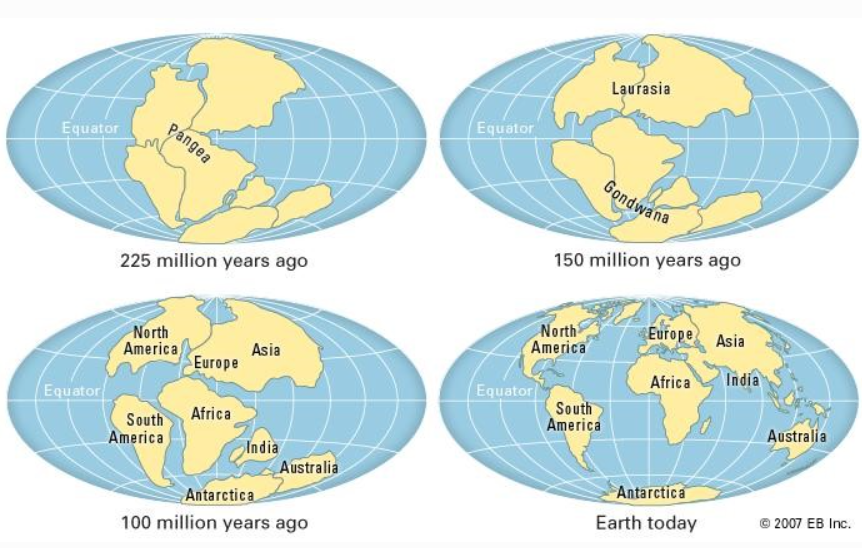 Equator
Pangea
225 million years ago
Laurasia
Equator
Gondwana
150 million years ago
North
America
Europe
Asia
Equator
South
America
Africa
India
Australia
Antarctica
100 million years ago
North
America
Europe
Asia
Equator
Africa
India
South
America
Australia
Antarctica
Earth today
© 2007 EB Inc.